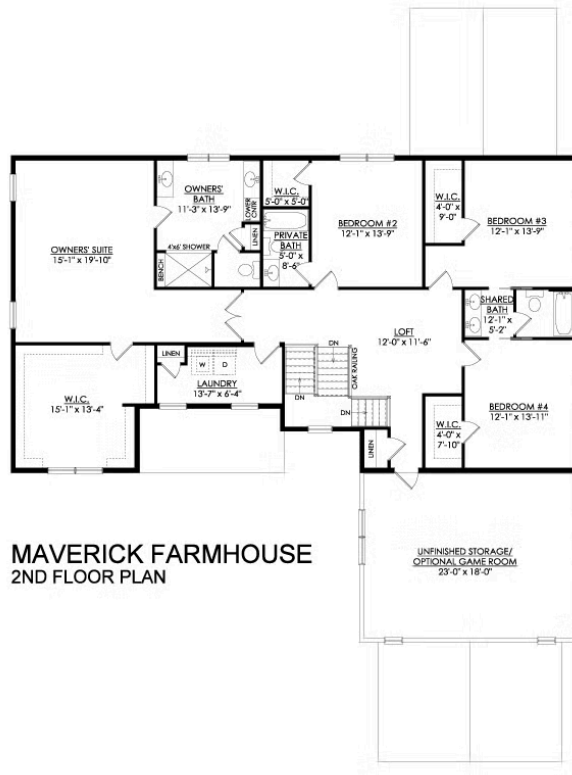 OWNERS'
BATH
11'-3" x 13'-9"
LOWER
CNTR
LINEN
W.I.C.
5'-0" x 5'-0"
PRIVATE
BATH
5'-0" x
8'-6"
BEDROOM #2
12'-1" x 13'-9"
W.I.C.
4'-0" x
9'-0"
BEDROOM #3
12'-1" x 13'-9"
OWNERS' SUITE
15'-1" x 19'-10"
4'x6' SHOWER
BENCH
SHARED
BATH
12'-1" x
5'-2"
LOFT
12'-0" x 11'-6"
DN
OAK RAILING
DN
DN
LINEN
W
D
LAUNDRY
13'-7" x 6'-4"
W.I.C.
15'-1" x 13'-4"
W.I.C.
4'-0" x
7'-10"
BEDROOM #4
12'-1" x 13'-11"
LINEN
MAVERICK FARMHOUSE
2ND FLOOR PLAN
UNFINISHED STORAGE/
OPTIONAL GAME ROOM
23'-0" x 18'-0"